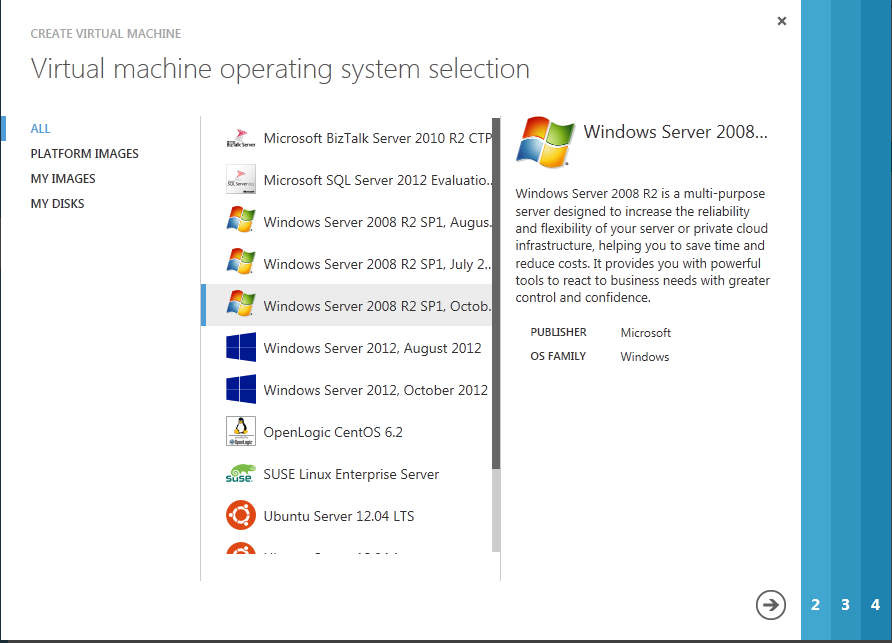 CREATE VIRTUAL MACHINE
Virtual machine operating system selection
ALL
PLATFORM IMAGES
MY IMAGES
MY DISKS
Microsoft BizTalk Server 2010 R2 CTP
Microsoft SQL Server 2012 Evaluatio...
Windows Server 2008 R2 SP1, Augus...
Windows Server 2008 R2 SP1, July 2...
Windows Server 2008 R2 SP1, Octob...
Windows Server 2012, August 2012
Windows Server 2012, October 2012
OpenLogic CentOS 6.2
SUSE Linux Enterprise Server
Ubuntu Server 12.04 LTS
Windows Server 2008...
Windows Server 2008 R2 is a multi-purpose
server designed to increase the reliability
and flexibility of your server or private cloud
infrastructure, helping you to save time and
reduce costs. It provides you with powerful
tools to react to business needs with greater
control and confidence.
PUBLISHER Microsoft
OS FAMILY Windows
2 3 4